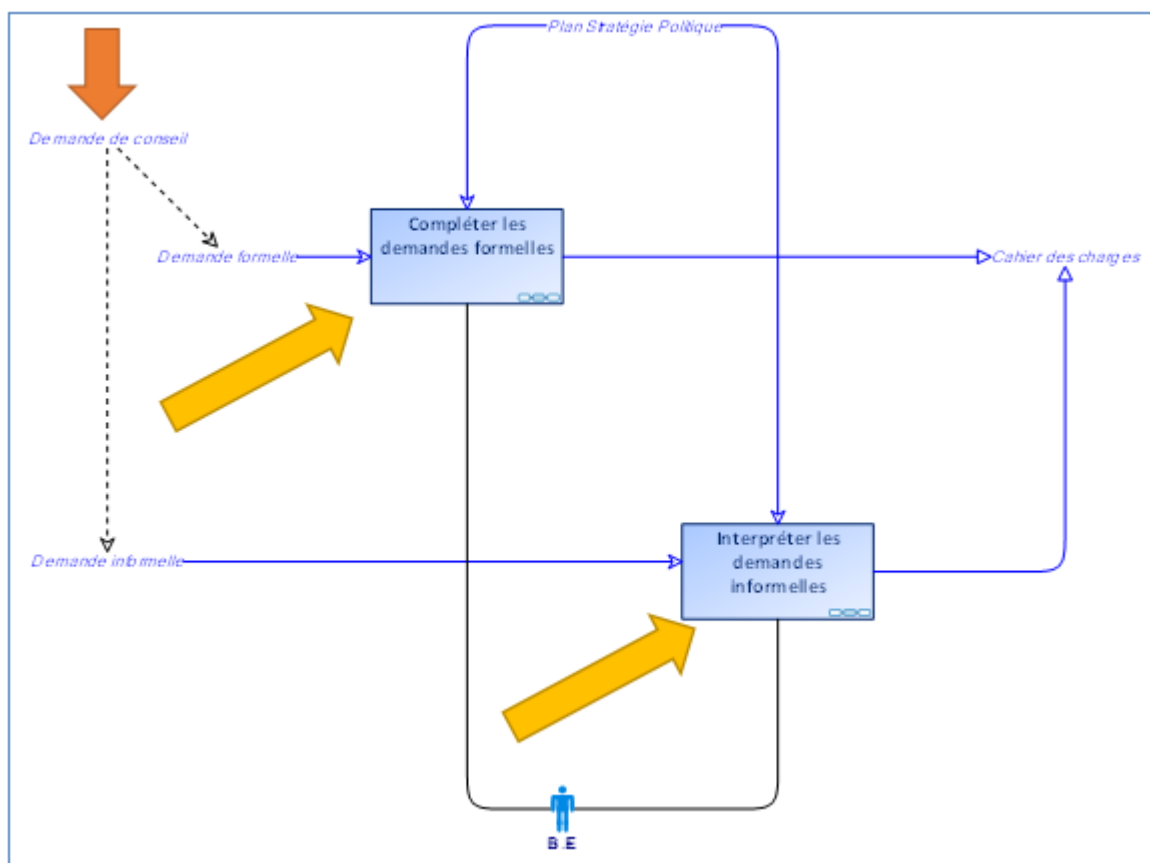 Plan Stratégie Politique
Demande de conseil
Compléter les
demandes formelles
Demande formelle
Cahier des charges
Interpréter les
demandes
informelles
Demande informelle
B.E